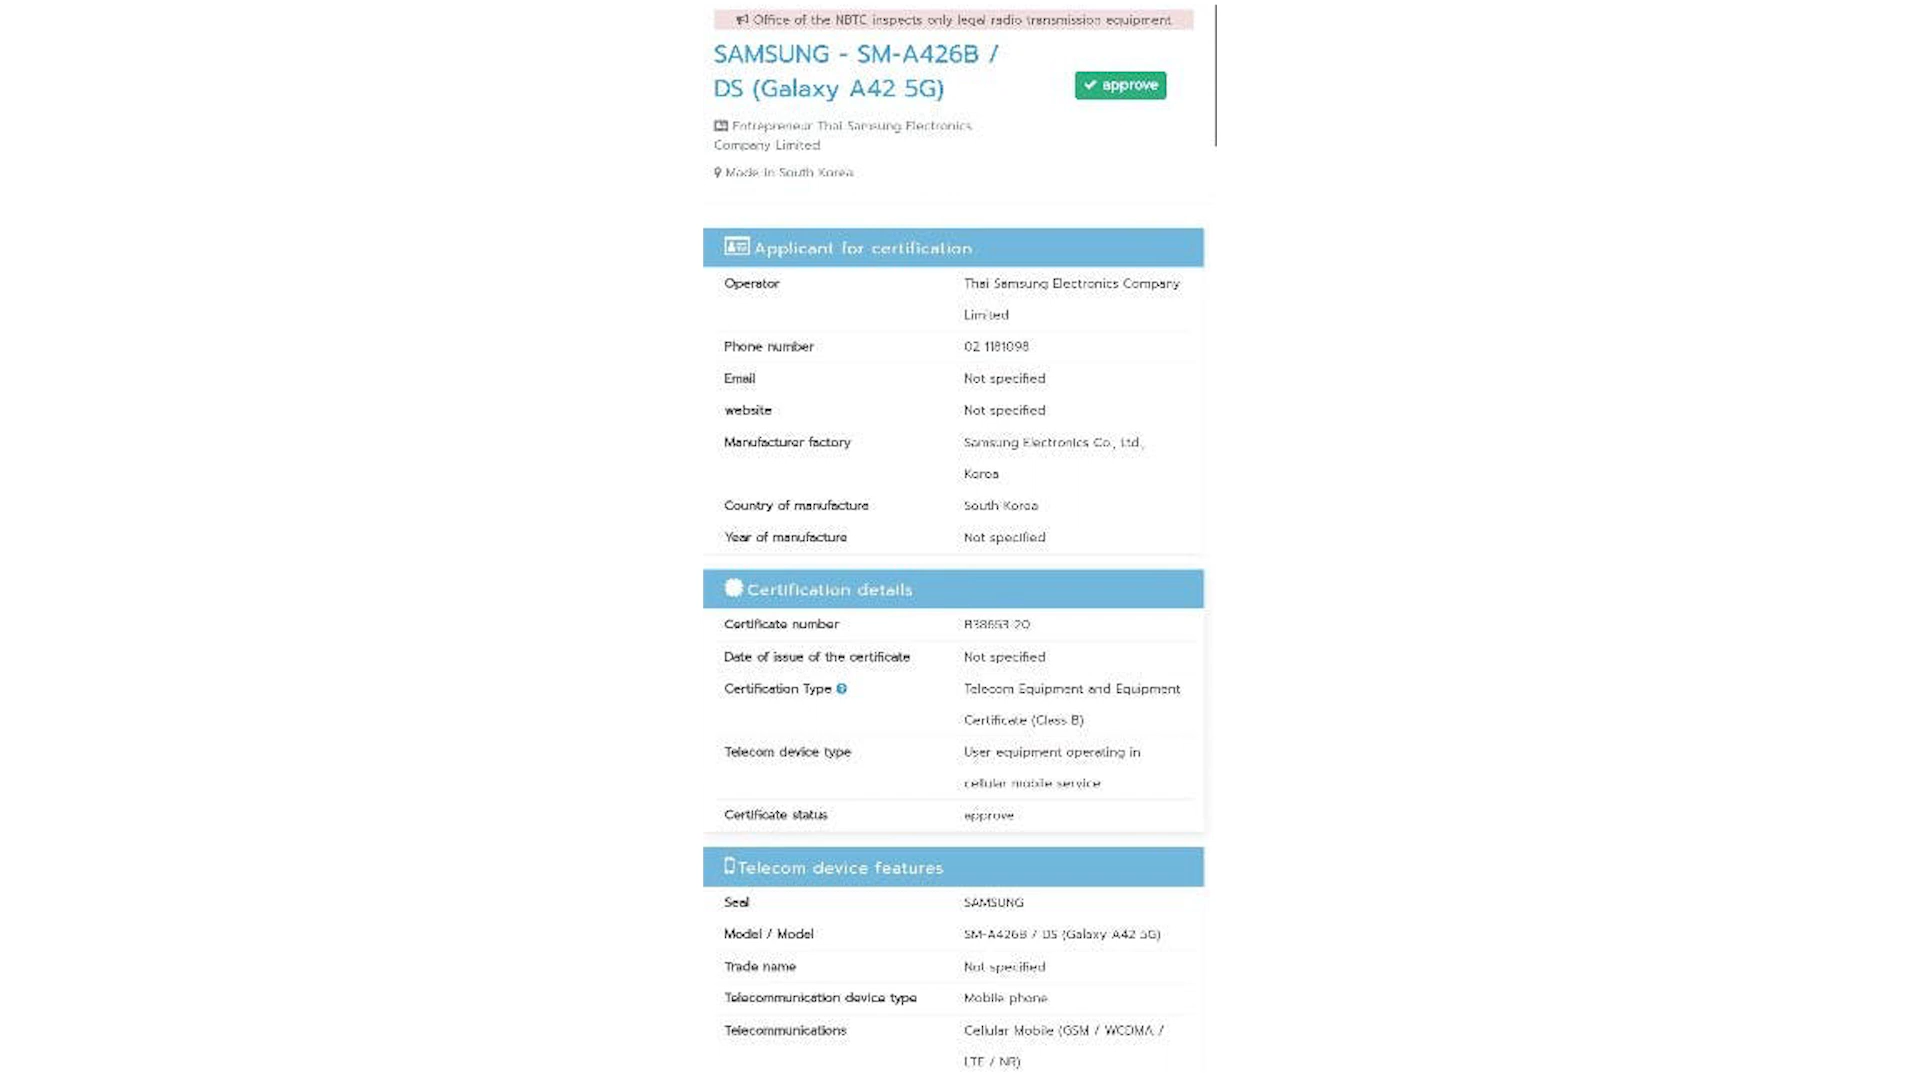 Office of the NBTC inspects only legal radio transmission equipment
SAMSUNG - SM-A426B /
DS (Galaxy A42 5G)
approve
Entrepreneur Thai Samsung Electronics
Company Limited
Made in South Korea
Applicant for certification
Operator
Thai Samsung Electronics Company
Limited
Phone number
02 1181098
Email
Not specified
website
Not specified
Manufacturer factory
Samsung Electronics Co., Ltd.,
Korea
Country of manufacture
South Korea
Year of manufacture
Not specified
Certification details
Certificate number
B38653-20
Date of issue of the certificate
Not specified
Certification Type
Telecom Equipment and Equipment
Certificate (Class B)
Telecom device type
User equipment operating in
cellular mobile service
Certificate status
approve
Telecom device features
Seal
SAMSUNG
Model / Model
SM-A426B / DS (Galaxy A42 5G)
Trade name
Not specified
Telecommunication device type
Mobile phone
Telecommunications
Cellular Mobile (GSM / WCDMA /
LTE / NR)